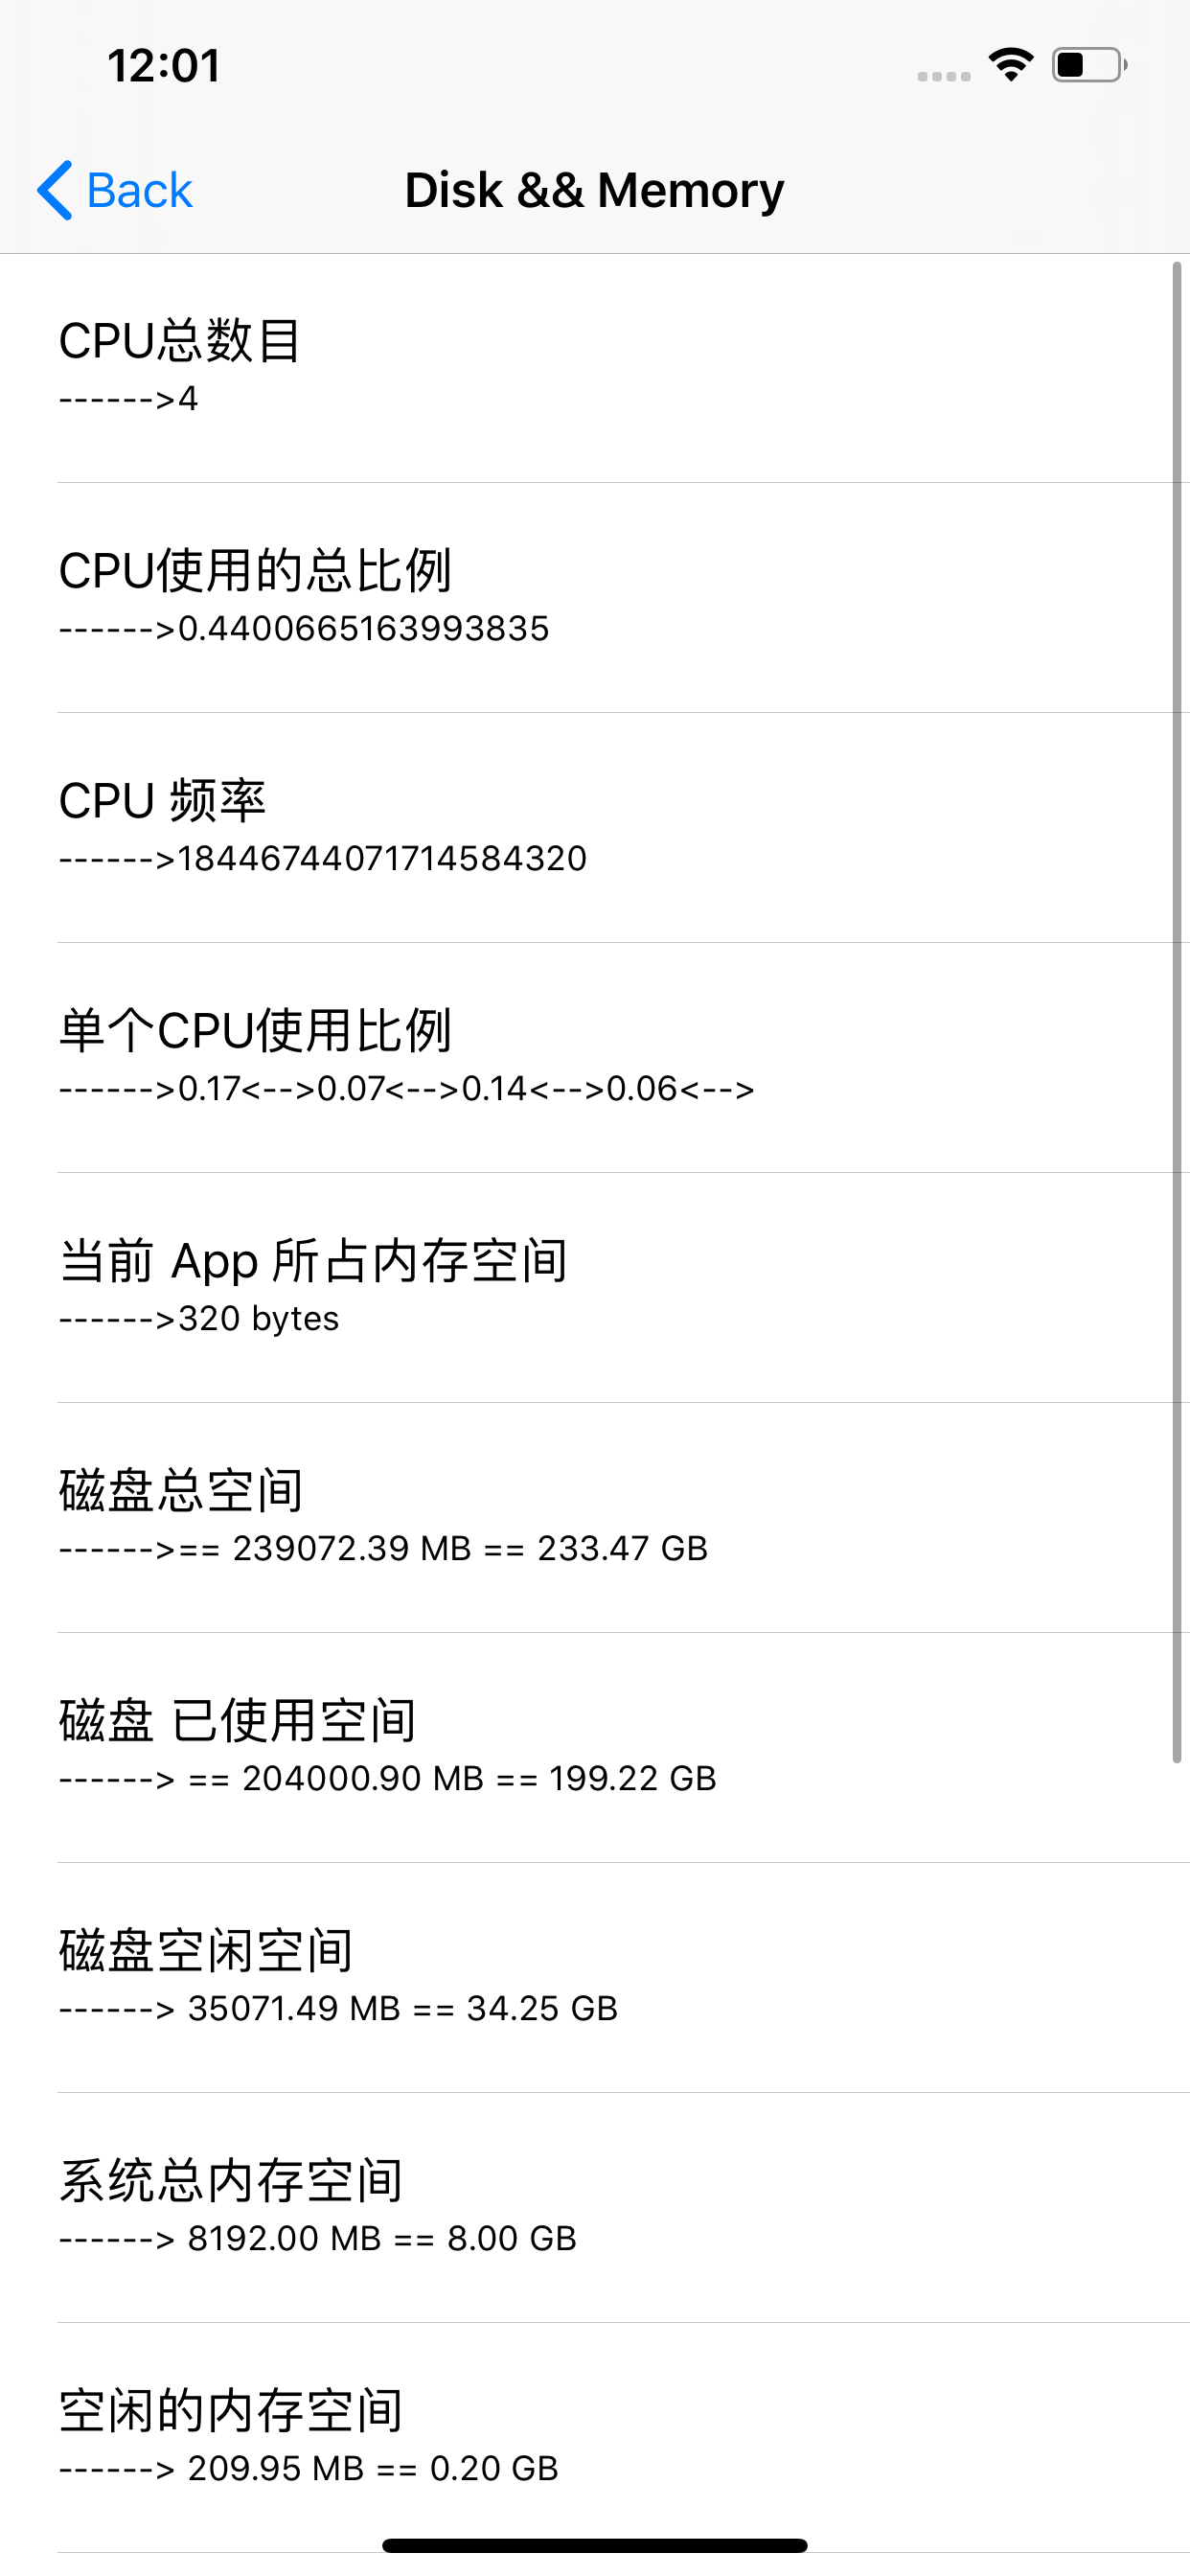 12:01
Back
Disk && Memory
CPU总数目
------>4
CPU使用的总比例
------>0.4400665163993835
CPU 频率
------>18446744071714584320
单个CPU使用比例
------>0.17<-->0.07<-->0.14<-->0.06<-->
当前 App 所占内存空间
------>320 bytes
磁盘总空间
------>== 239072.39 MB == 233.47 GB
磁盘 已使用空间
------> == 204000.90 MB == 199.22 GB
磁盘空闲空间
------> 35071.49 MB == 34.25 GB
系统总内存空间
------> 8192.00 MB == 8.00 GB
空闲的内存空间
------> 209.95 MB == 0.20 GB